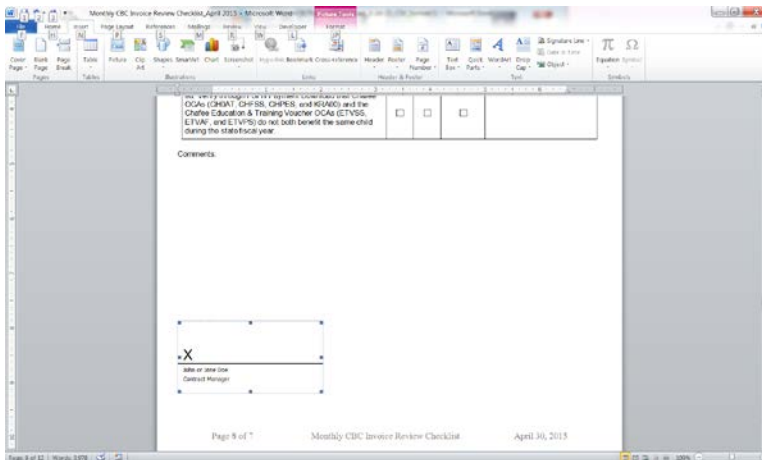 Monthly CBC Invoice Review Checklist_April 2015 - Microsoft Word
Picture Tools
File Home Insert Page Layout References Mailings Review View Developer Format
Cover Page Blank Page Page Break Table Picture Clip Art Shapes SmartArt Chart Screenshot Hyperlink Bookmark Cross-reference Header Footer Page Number Text Box Quick Parts WordArt Drop Cap Signature Line Date & Time Object Equation Symbol
Pages Tables Illustrations Links Header & Footer Text Symbols
OCAs (CH0AT, CHFSS, CHPES, and KRAB0) and the
Chafee Education & Training Voucher OCAs (ETVSS,
ETVAF, and ETVPS) do not both benefit the same child
during the state fiscal year.
Comments:
X
John or Jane Doe
Contract Manager
Page 8 of 7 Monthly CBC Invoice Review Checklist April 30, 2015